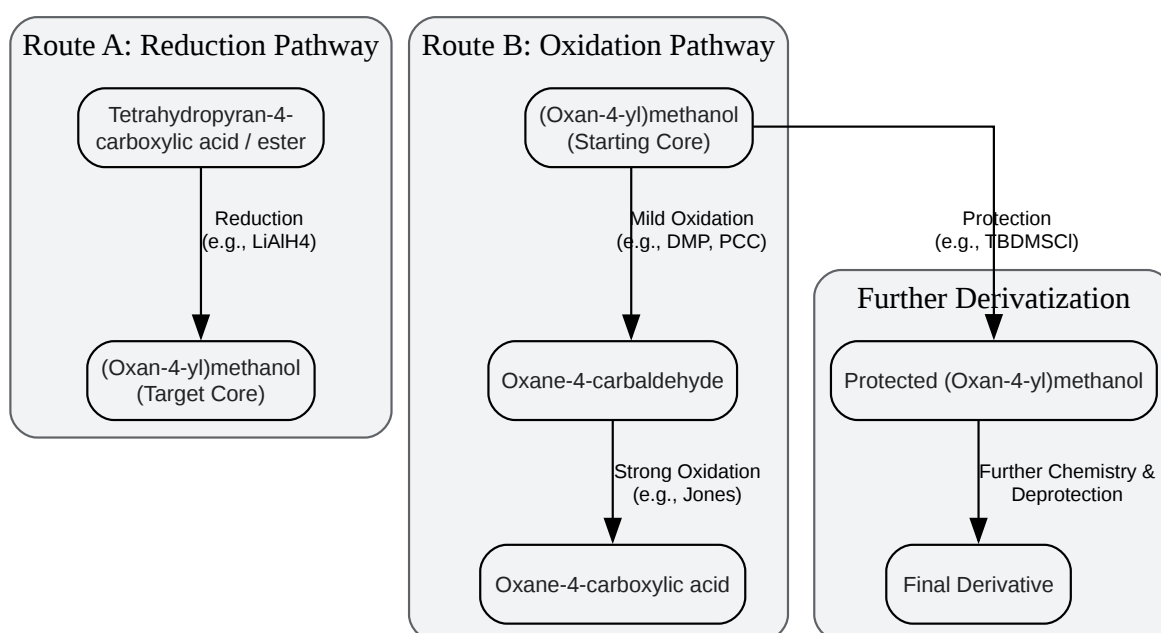 Route A: Reduction Pathway
Tetrahydropyran-4-
carboxylic acid / ester
Reduction
(e.g., LiAlH4)
(Oxan-4-yl)methanol
(Target Core)
Route B: Oxidation Pathway
(Oxan-4-yl)methanol
(Starting Core)
Mild Oxidation
(e.g., DMP, PCC)
Oxane-4-carbaldehyde
Strong Oxidation
(e.g., Jones)
Oxane-4-carboxylic acid
Protection
(e.g., TBDMSCl)
Further Derivatization
Protected (Oxan-4-yl)methanol
Further Chemistry &
Deprotection
Final Derivative